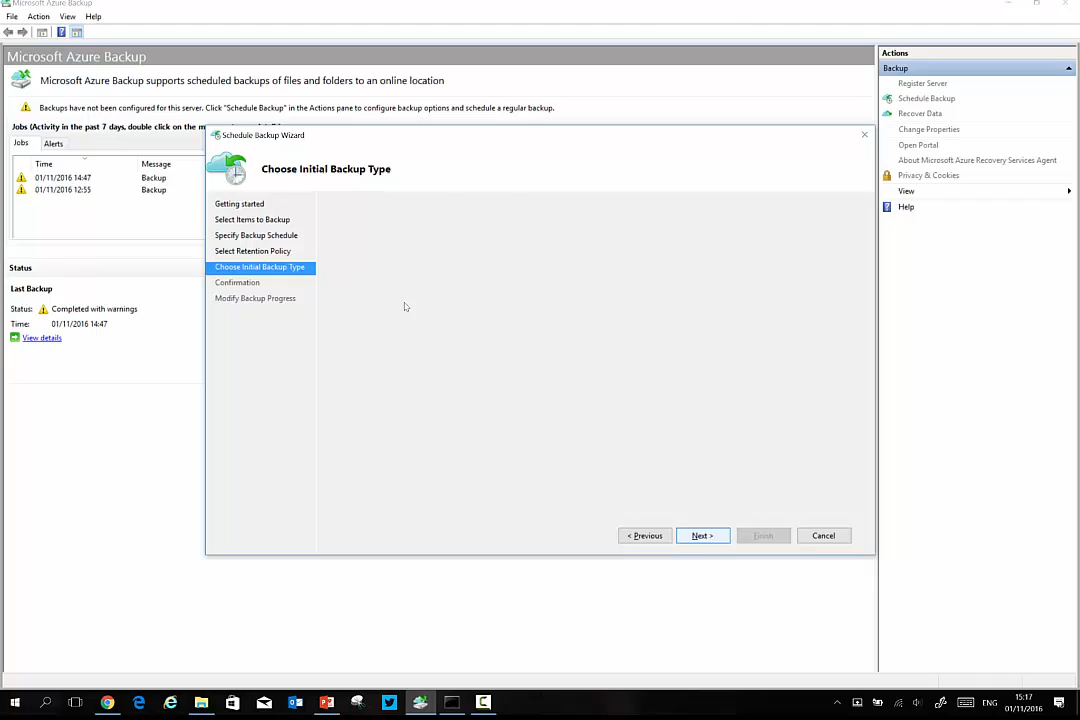 Microsoft Azure Backup
File Action View Help
Microsoft Azure Backup
Microsoft Azure Backup supports scheduled backups of files and folders to an online location
Backups have not been configured for this server. Click "Schedule Backup" in the Actions pane to configure backup options and schedule a regular backup.
Jobs (Activity in the past 7 days, double click on the
Jobs Alerts
Time Message
01/11/2016 14:47 Backup
01/11/2016 12:55 Backup
Status
Last Backup
Status: Completed with warnings
Time: 01/11/2016 14:47
View details
Schedule Backup Wizard
Choose Initial Backup Type
Getting started
Select Items to Backup
Specify Backup Schedule
Select Retention Policy
Choose Initial Backup Type
Confirmation
Modify Backup Progress
< Previous Next > Finish Cancel
Actions
Backup
Register Server
Schedule Backup
Recover Data
Change Properties
Open Portal
About Microsoft Azure Recovery Services Agent
Privacy & Cookies
View
Help
ENG
15:17
01/11/2016